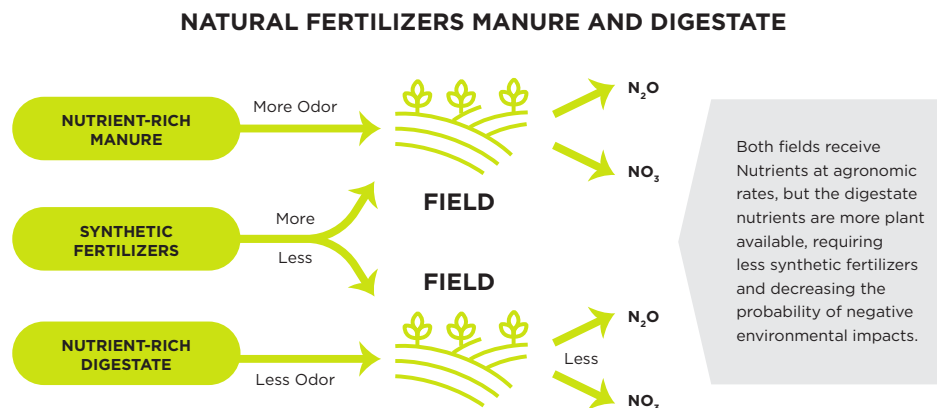 NATURAL FERTILIZERS MANURE AND DIGESTATE
NUTRIENT-RICH
MANURE
More Odor
N₂O
NO₃
FIELD
SYNTHETIC
FERTILIZERS
More
Less
FIELD
NUTRIENT-RICH
DIGESTATE
Less Odor
N₂O
Less
NO₃
Both fields receive
Nutrients at agronomic
rates, but the digestate
nutrients are more plant
available, requiring
less synthetic fertilizers
and decreasing the
probability of negative
environmental impacts.